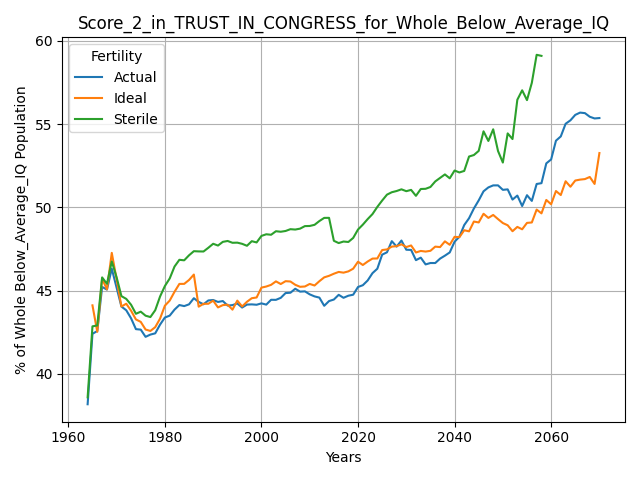 Score_2_in_TRUST_IN_CONGRESS_for_Whole_Below_Average_IQ
Fertility
Actual
Ideal
Sterile
% of Whole Below_Average_IQ Population
60
55
50
45
40
1960
1980
2000
2020
2040
2060
Years